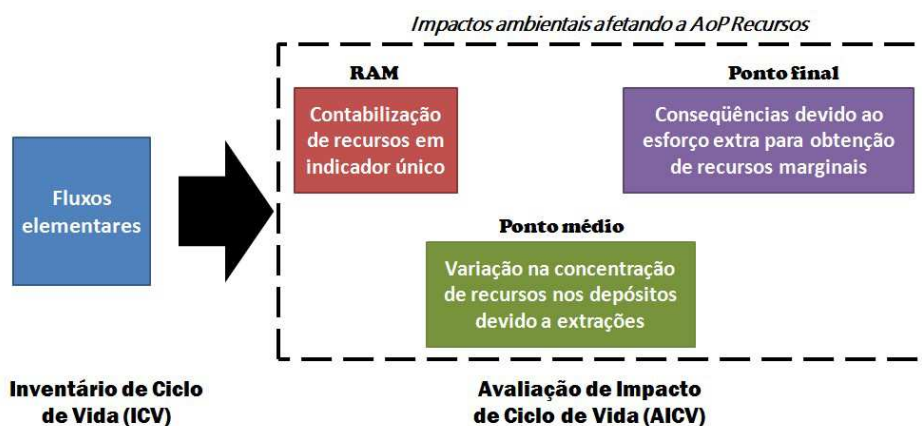 Impactos ambientais afetando a AoP Recursos
RAM
Contabilização
de recursos em
indicador único
Ponto final
Conseqüências devido ao
esforço extra para obtenção
de recursos marginais
Fluxos
elementares
Ponto médio
Variação na concentração
de recursos nos depósitos
devido a extrações
Inventário de Ciclo
de Vida (ICV)
Avaliação de Impacto
de Ciclo de Vida (AICV)